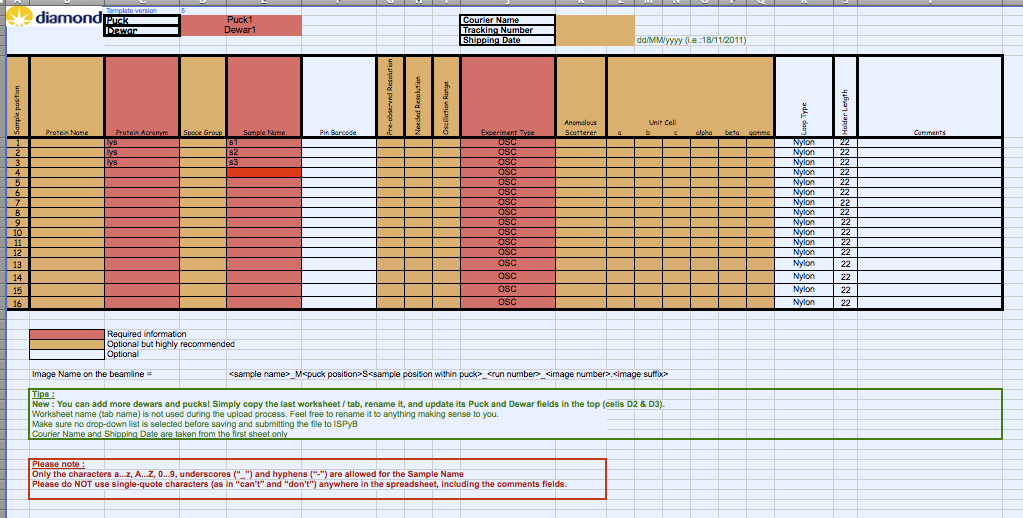 diamond
Template version 5
Puck Puck1
Dewar Dewar1
Courier Name
Tracking Number
Shipping Date dd/MM/yyyy (i.e.:18/11/2011)
Sample position Protein Name Protein Acronym Space Group Sample Name Pin Barcode Pre-observed Resolution Needed Resolution Oscillation Range Experiment Type Anomalous Scatterer Unit Cell a b c alpha beta gamma Loop Type Holder Length Comments
1 lys s1 OSC Nylon 22
2 lys s2 OSC Nylon 22
3 lys s3 OSC Nylon 22
4 OSC Nylon 22
5 OSC Nylon 22
6 OSC Nylon 22
7 OSC Nylon 22
8 OSC Nylon 22
9 OSC Nylon 22
10 OSC Nylon 22
11 OSC Nylon 22
12 OSC Nylon 22
13 OSC Nylon 22
14 OSC Nylon 22
15 OSC Nylon 22
16 OSC Nylon 22
Required information
Optional but highly recommended
Optional
Image Name on the beamline = <sample name>_M<puck position>S<sample position within puck>_<run number>_<image number>.<image suffix>
Tips :
New : You can add more dewars and pucks! Simply copy the last worksheet / tab, rename it, and update its Puck and Dewar fields in the top (cells D2 & D3).
Worksheet name (tab name) is not used during the upload process. Feel free to rename it to anything making sense to you.
Make sure no drop-down list is selected before saving and submitting the file to ISPyB
Courier Name and Shipping Date are taken from the first sheet only
Please note :
Only the characters a...z, A...Z, 0...9, underscores ("_") and hyphens ("-") are allowed for the Sample Name
Please do NOT use single-quote characters (as in "can't" and "don't") anywhere in the spreadsheet, including the comments fields.